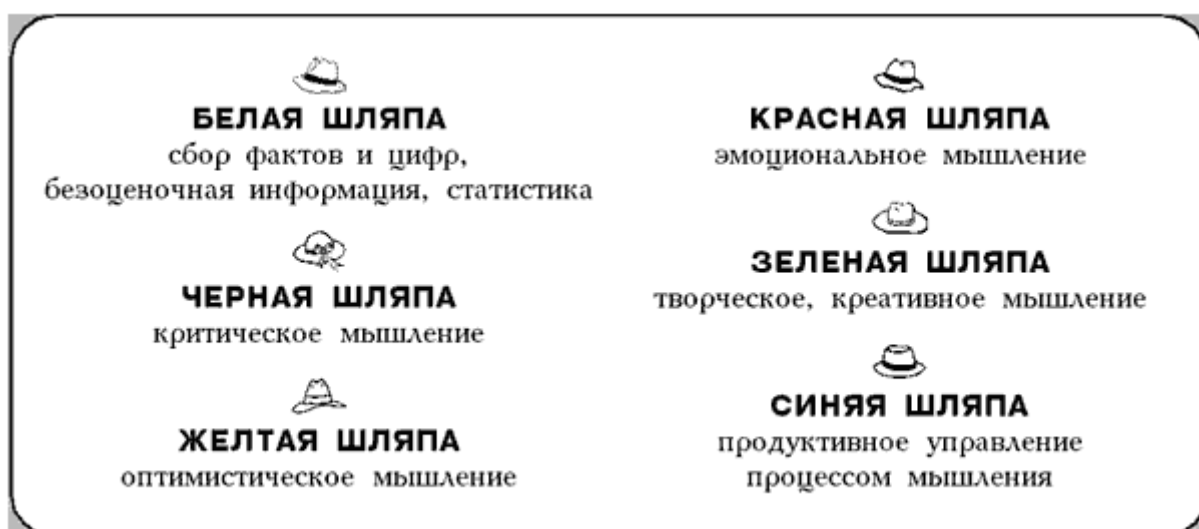 БЕЛАЯ ШЛЯПА
сбор фактов и цифр,
безоценочная информация, статистика
ЧЕРНАЯ ШЛЯПА
критическое мышление
ЖЕЛТАЯ ШЛЯПА
оптимистическое мышление
КРАСНАЯ ШЛЯПА
эмоциональное мышление
ЗЕЛЕНАЯ ШЛЯПА
творческое, креативное мышление
СИНЯЯ ШЛЯПА
продуктивное управление
процессом мышления